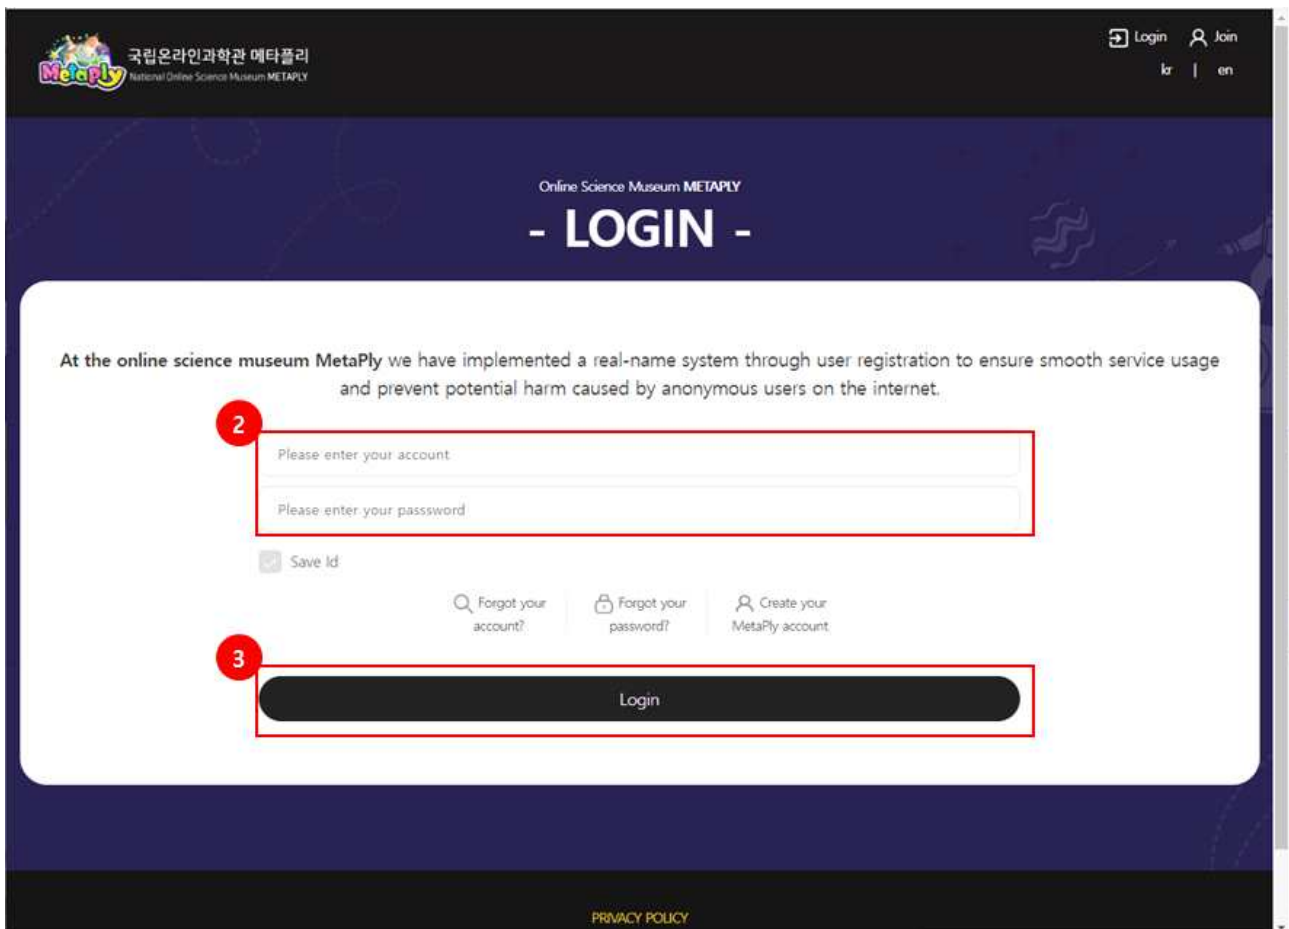 Metaply
국립온라인과학관 메타플리
National Online Science Museum METAPLY
Login Join
kr | en
Online Science Museum METAPLY
- LOGIN -
At the online science museum MetaPly we have implemented a real-name system through user registration to ensure smooth service usage
and prevent potential harm caused by anonymous users on the internet.
2
Please enter your account
Please enter your passsword
Save Id
Forgot your
account?
Forgot your
password?
Create your
MetaPly account
3
Login
PRIVACY POLICY